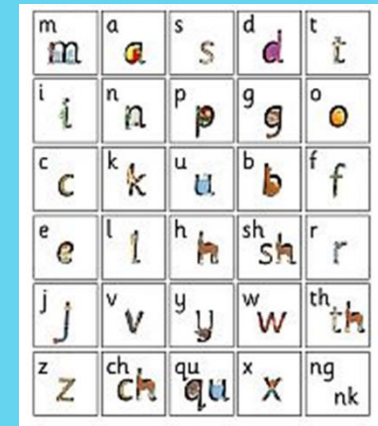 m a s d t
m a s d t
i n p g o
i n p g o
c k u b f
c k u b f
e l h sh r
e l h sh r
j v y w th
j v y w th
z ch qu x ng
z ch qu x nk